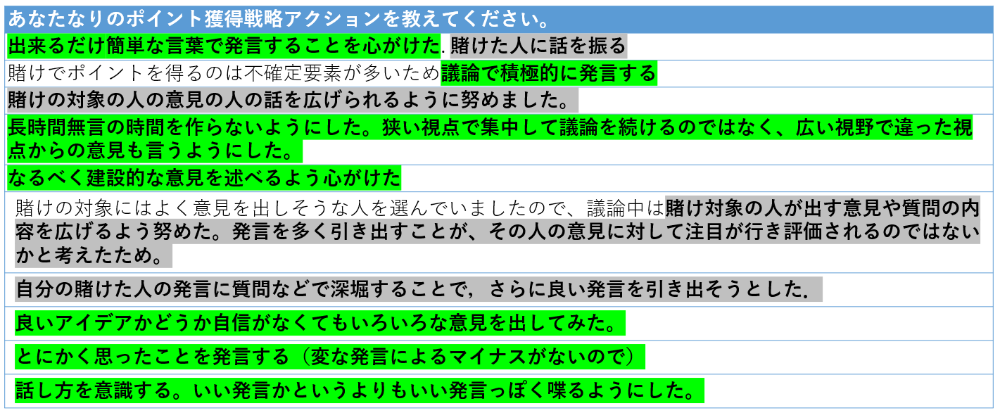 あなたなりのポイント獲得戦略アクションを教えてください。
出来るだけ簡単な言葉で発言することを心がけた. 賭けた人に話を振る
賭けでポイントを得るのは不確定要素が多いため議論で積極的に発言する
賭けの対象の人の意見の人の話を広げられるように努めました。
長時間無言の時間を作らないようにした。狭い視点で集中して議論を続けるのではなく、広い視野で違った視
点からの意見も言うようにした。
なるべく建設的な意見を述べるよう心がけた
賭けの対象にはよく意見を出しそうな人を選んでいましたので、議論中は賭け対象の人が出す意見や質問の内
容を広げるよう努めた。発言を多く引き出すことが、その人の意見に対して注目が行き評価されるのではない
かと考えたため。
自分の賭けた人の発言に質問などで深堀することで，さらに良い発言を引き出そうとした．
良いアイデアかどうか自信がなくてもいろいろな意見を出してみた。
とにかく思ったことを発言する（変な発言によるマイナスがないので）
話し方を意識する。いい発言かというよりもいい発言っぽく喋るようにした。